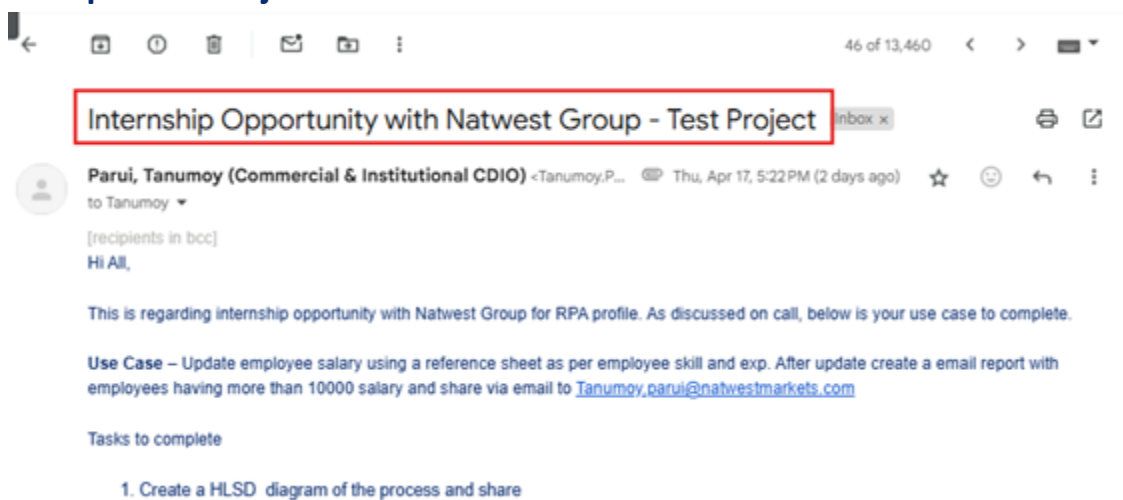 46 of 13,460
Internship Opportunity with Natwest Group - Test Project
Inbox ×
Parui, Tanumoy (Commercial & Institutional CDIO) <Tanumoy.P... Thu, Apr 17, 5:22 PM (2 days ago)
to Tanumoy
[recipients in bcc]
Hi All,
This is regarding internship opportunity with Natwest Group for RPA profile. As discussed on call, below is your use case to complete.
Use Case – Update employee salary using a reference sheet as per employee skill and exp. After update create a email report with
employees having more than 10000 salary and share via email to Tanumoy.parui@natwestmarkets.com
Tasks to complete
1. Create a HLSD diagram of the process and share